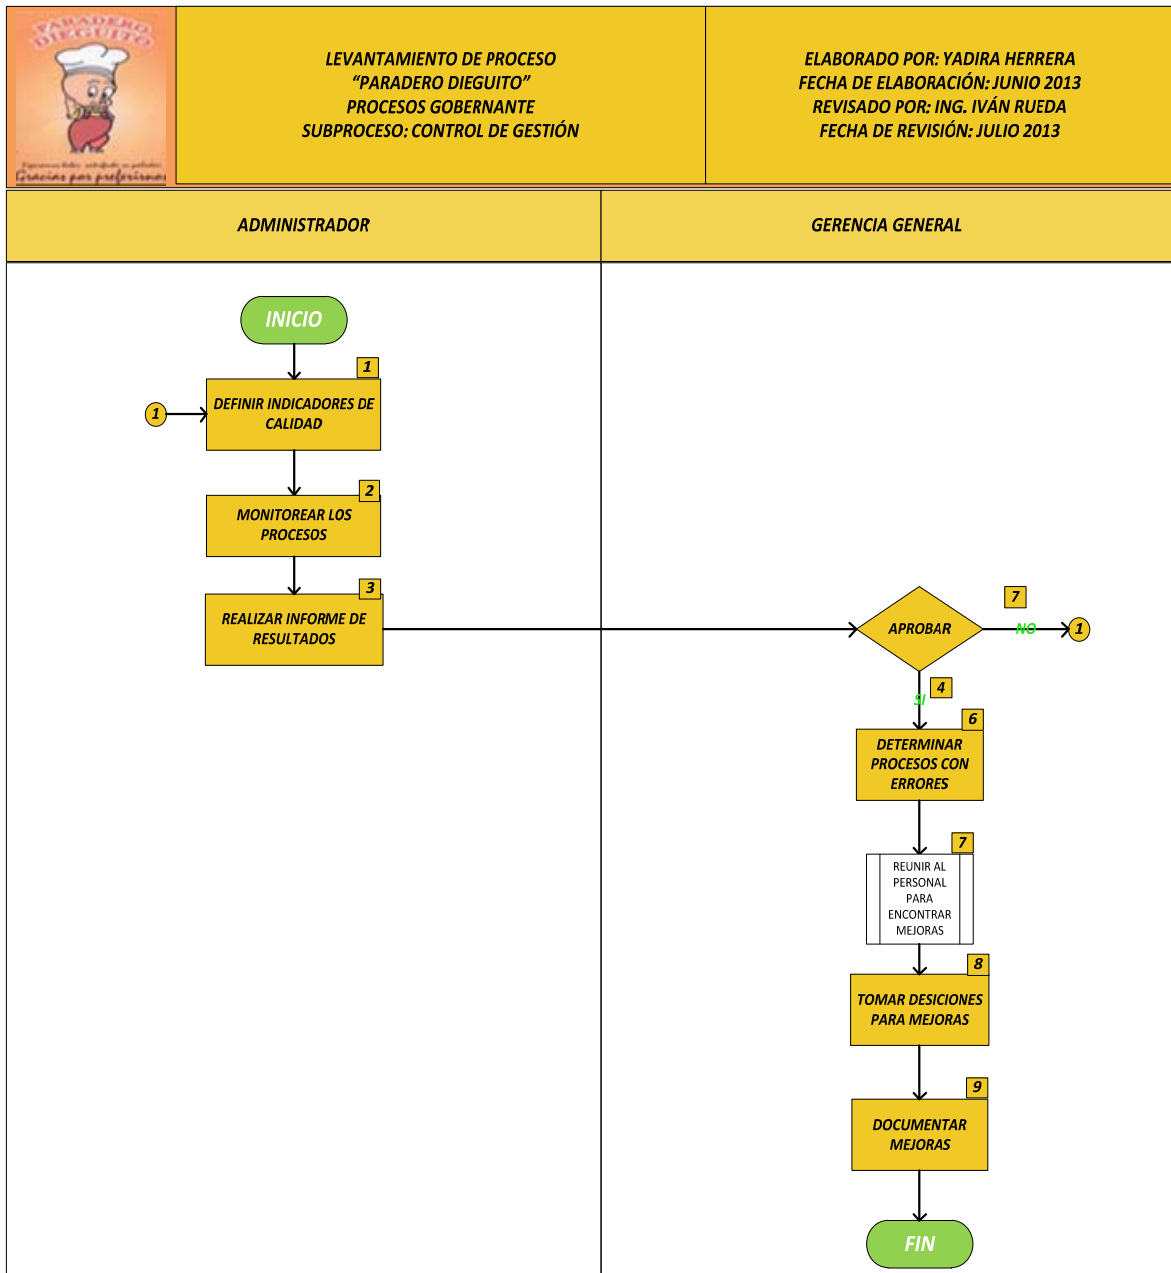 PARADERO
DIEGUITO
Gracias por preferirnos
LEVANTAMIENTO DE PROCESO
“PARADERO DIEGUITO”
PROCESOS GOBERNANTE
SUBPROCESO: CONTROL DE GESTIÓN
ELABORADO POR: YADIRA HERRERA
FECHA DE ELABORACIÓN: JUNIO 2013
REVISADO POR: ING. IVÁN RUEDA
FECHA DE REVISIÓN: JULIO 2013
ADMINISTRADOR
GERENCIA GENERAL
INICIO
1
1
DEFINIR INDICADORES DE
CALIDAD
2
MONITOREAR LOS
PROCESOS
3
REALIZAR INFORME DE
RESULTADOS
APROBAR
7
NO
1
4
SI
6
DETERMINAR
PROCESOS CON
ERRORES
7
REUNIR AL
PERSONAL
PARA
ENCONTRAR
MEJORAS
8
TOMAR DESICIONES
PARA MEJORAS
9
DOCUMENTAR
MEJORAS
FIN